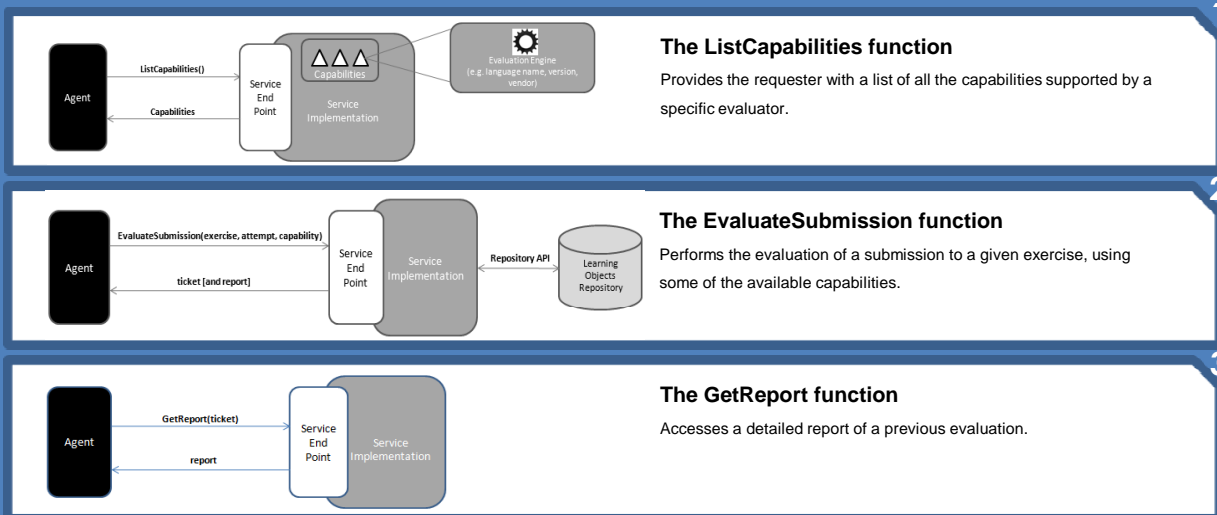 1
Agent
ListCapabilities()
Capabilities
Service
End
Point
Capabilities
Service
Implementation
Evaluation Engine
(e.g. language name, version,
vendor)
The ListCapabilities function
Provides the requester with a list of all the capabilities supported by a
specific evaluator.
2
Agent
EvaluateSubmission(exercise, attempt, capability)
ticket [and report]
Service
End
Point
Service
Implementation
Repository API
Learning
Objects
Repository
The EvaluateSubmission function
Performs the evaluation of a submission to a given exercise, using
some of the available capabilities.
3
Agent
GetReport(ticket)
report
Service
End
Point
Service
Implementation
The GetReport function
Accesses a detailed report of a previous evaluation.